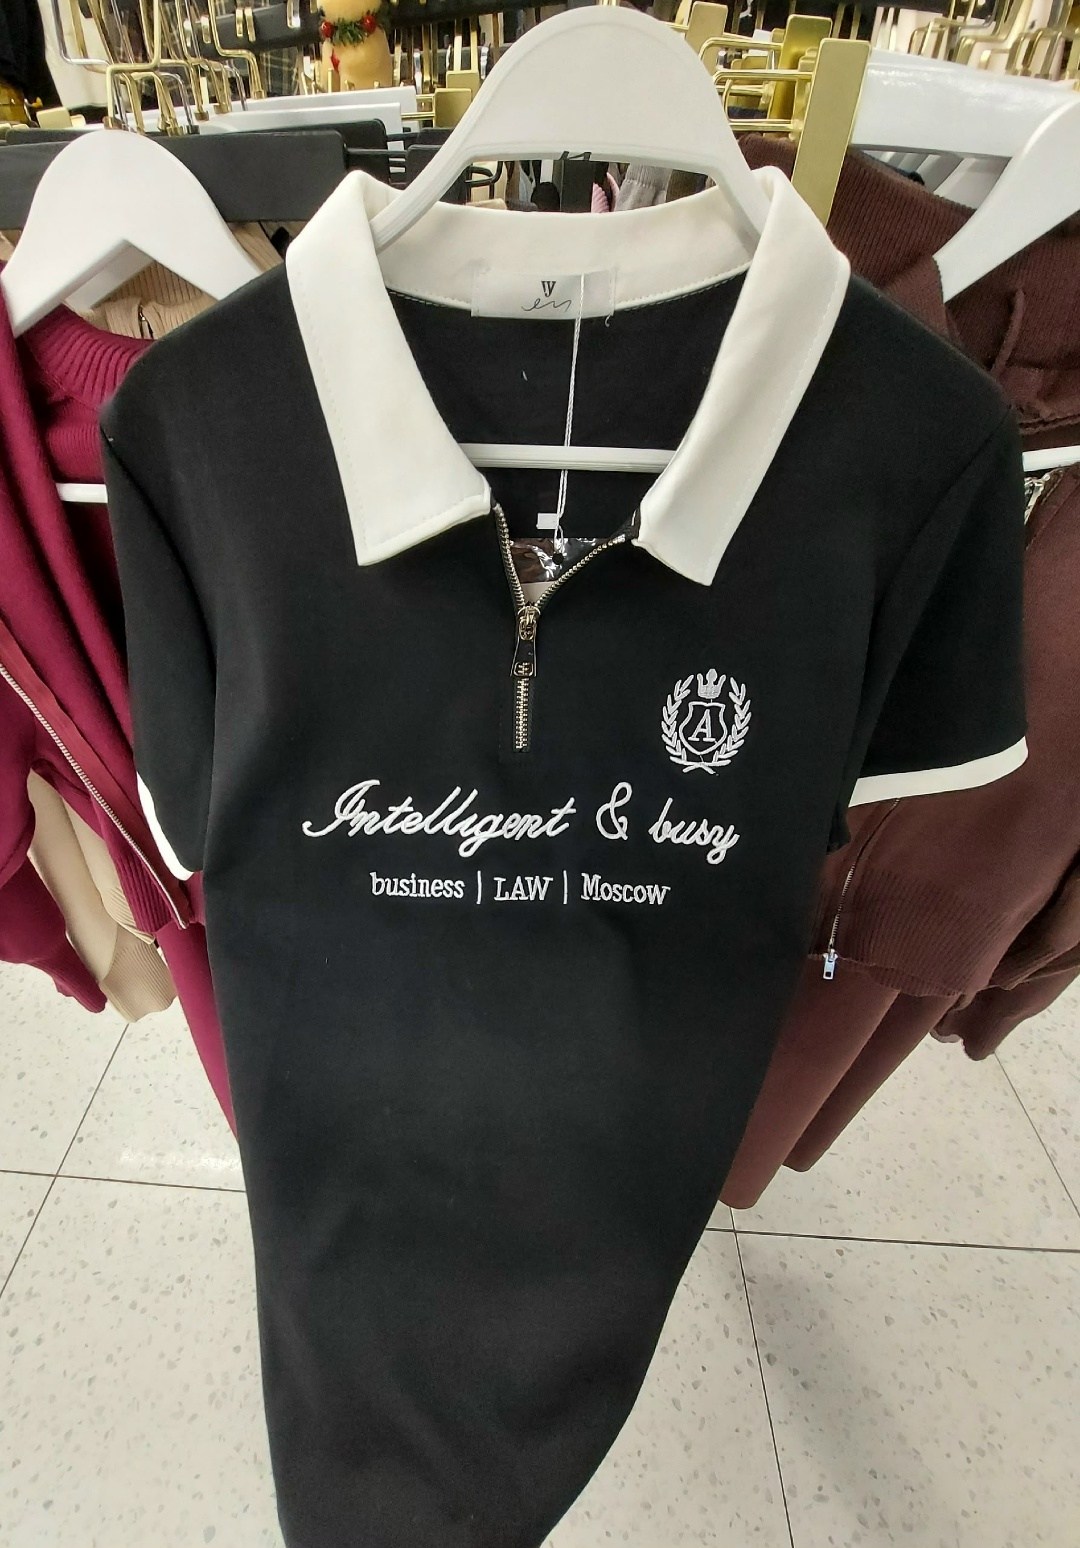 A
Intelligent & busy
business | LAW | Moscow